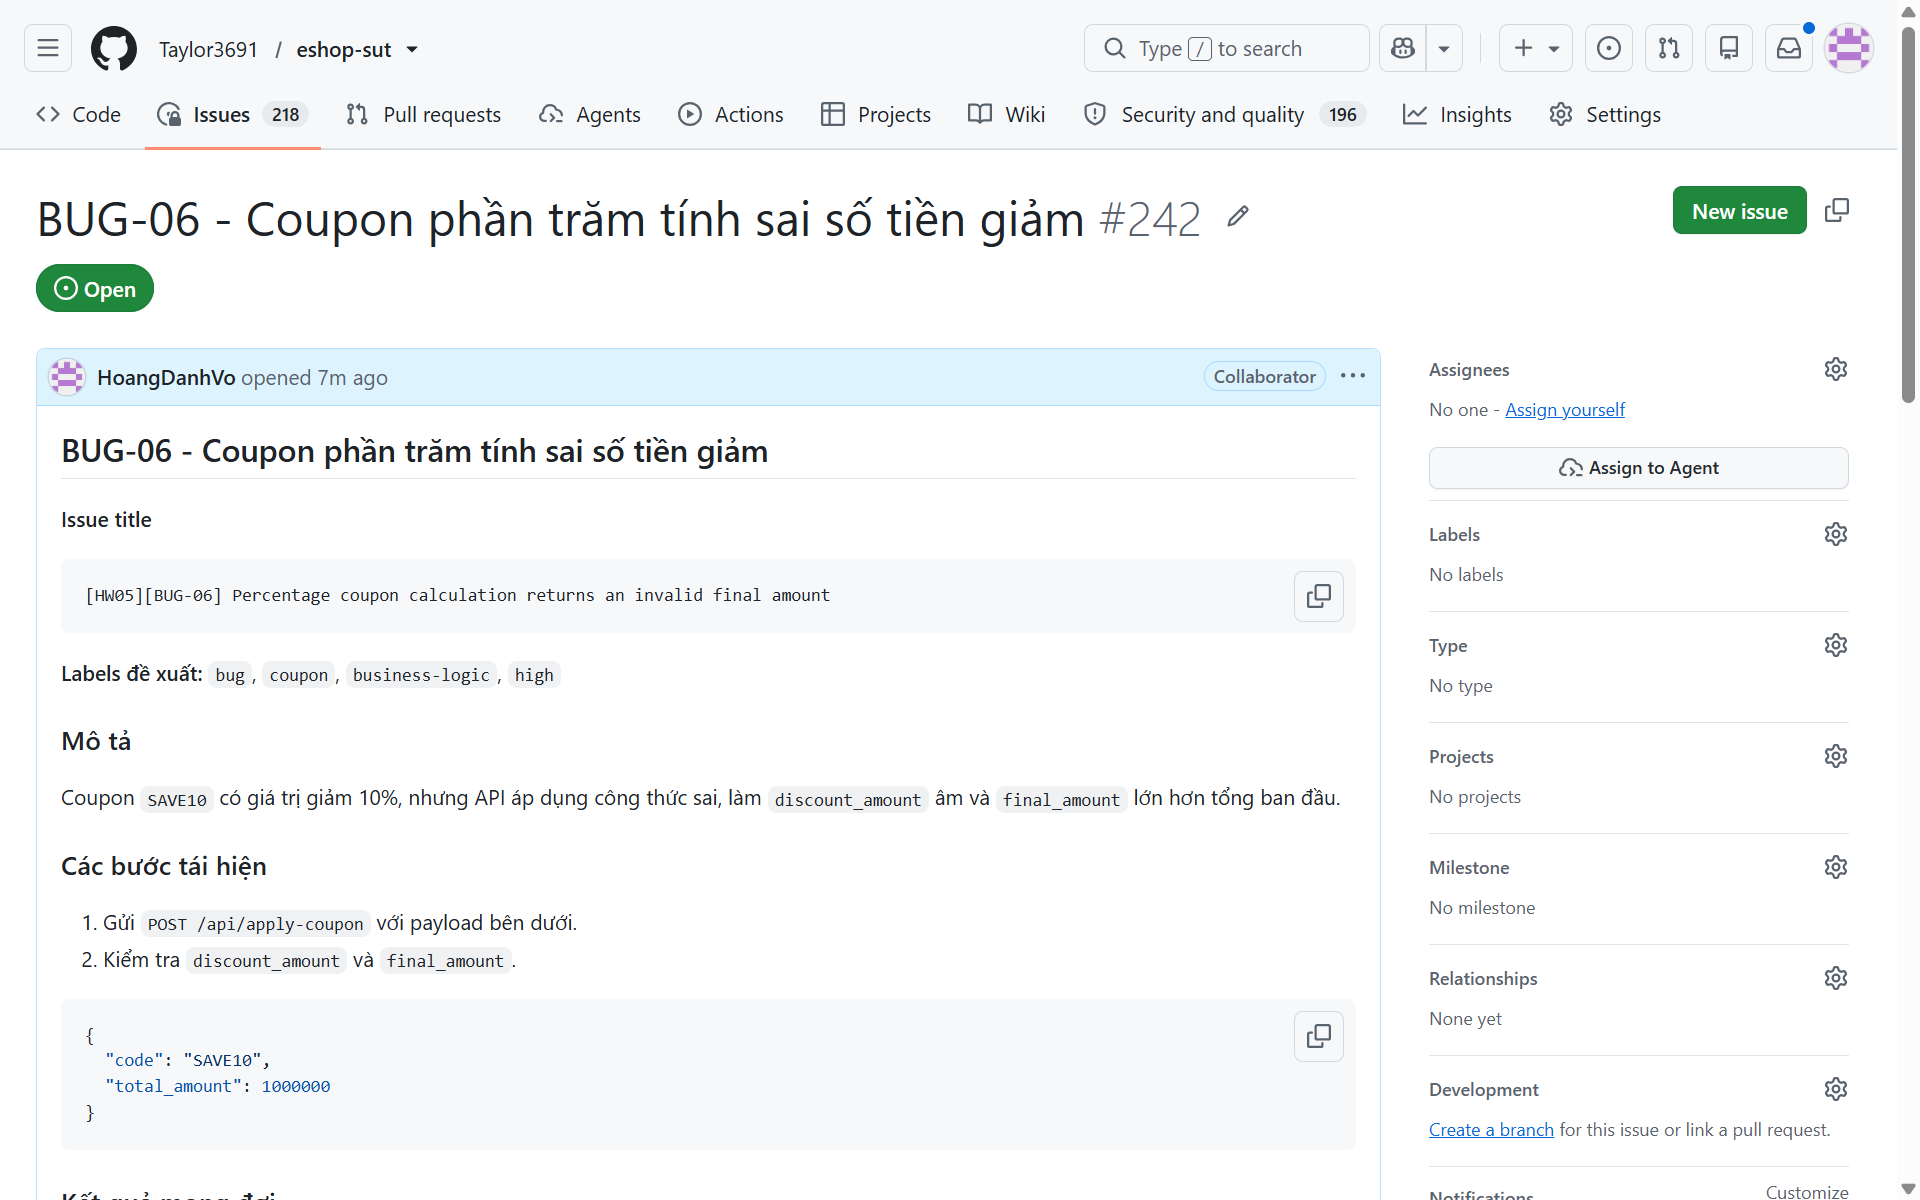 Taylor3691 / eshop-sut
Type / to search
Code
Issues 218
Pull requests
Agents
Actions
Projects
Wiki
Security and quality 196
Insights
Settings
BUG-06 - Coupon phần trăm tính sai số tiền giảm #242
New issue
Open
HoangDanhVo opened 7m ago
Collaborator
BUG-06 - Coupon phần trăm tính sai số tiền giảm
Issue title
[HW05][BUG-06] Percentage coupon calculation returns an invalid final amount
Labels đề xuất: bug, coupon, business-logic, high
Mô tả
Coupon SAVE10 có giá trị giảm 10%, nhưng API áp dụng công thức sai, làm discount_amount âm và final_amount lớn hơn tổng ban đầu.
Các bước tái hiện
1. Gửi POST /api/apply-coupon với payload bên dưới.
2. Kiểm tra discount_amount và final_amount.
{
"code": "SAVE10",
"total_amount": 1000000
}
Kết quả mong đợi
Assignees
No one - Assign yourself
Assign to Agent
Labels
No labels
Type
No type
Projects
No projects
Milestone
No milestone
Relationships
None yet
Development
Create a branch for this issue or link a pull request.
Notifications
Customize